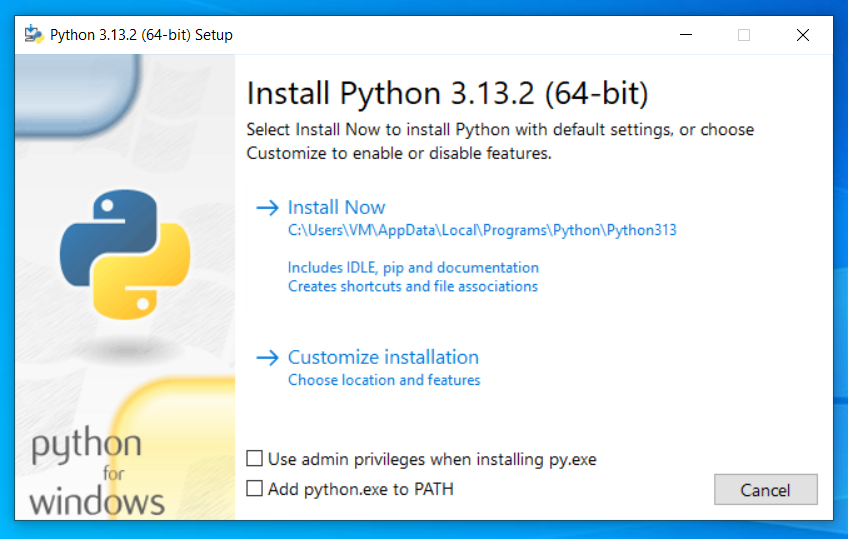 Python 3.13.2 (64-bit) Setup
Install Python 3.13.2 (64-bit)
Select Install Now to install Python with default settings, or choose
Customize to enable or disable features.
Install Now
C:\Users\VM\AppData\Local\Programs\Python\Python313
Includes IDLE, pip and documentation
Creates shortcuts and file associations
Customize installation
Choose location and features
Use admin privileges when installing py.exe
Add python.exe to PATH
Cancel
python
for
windows